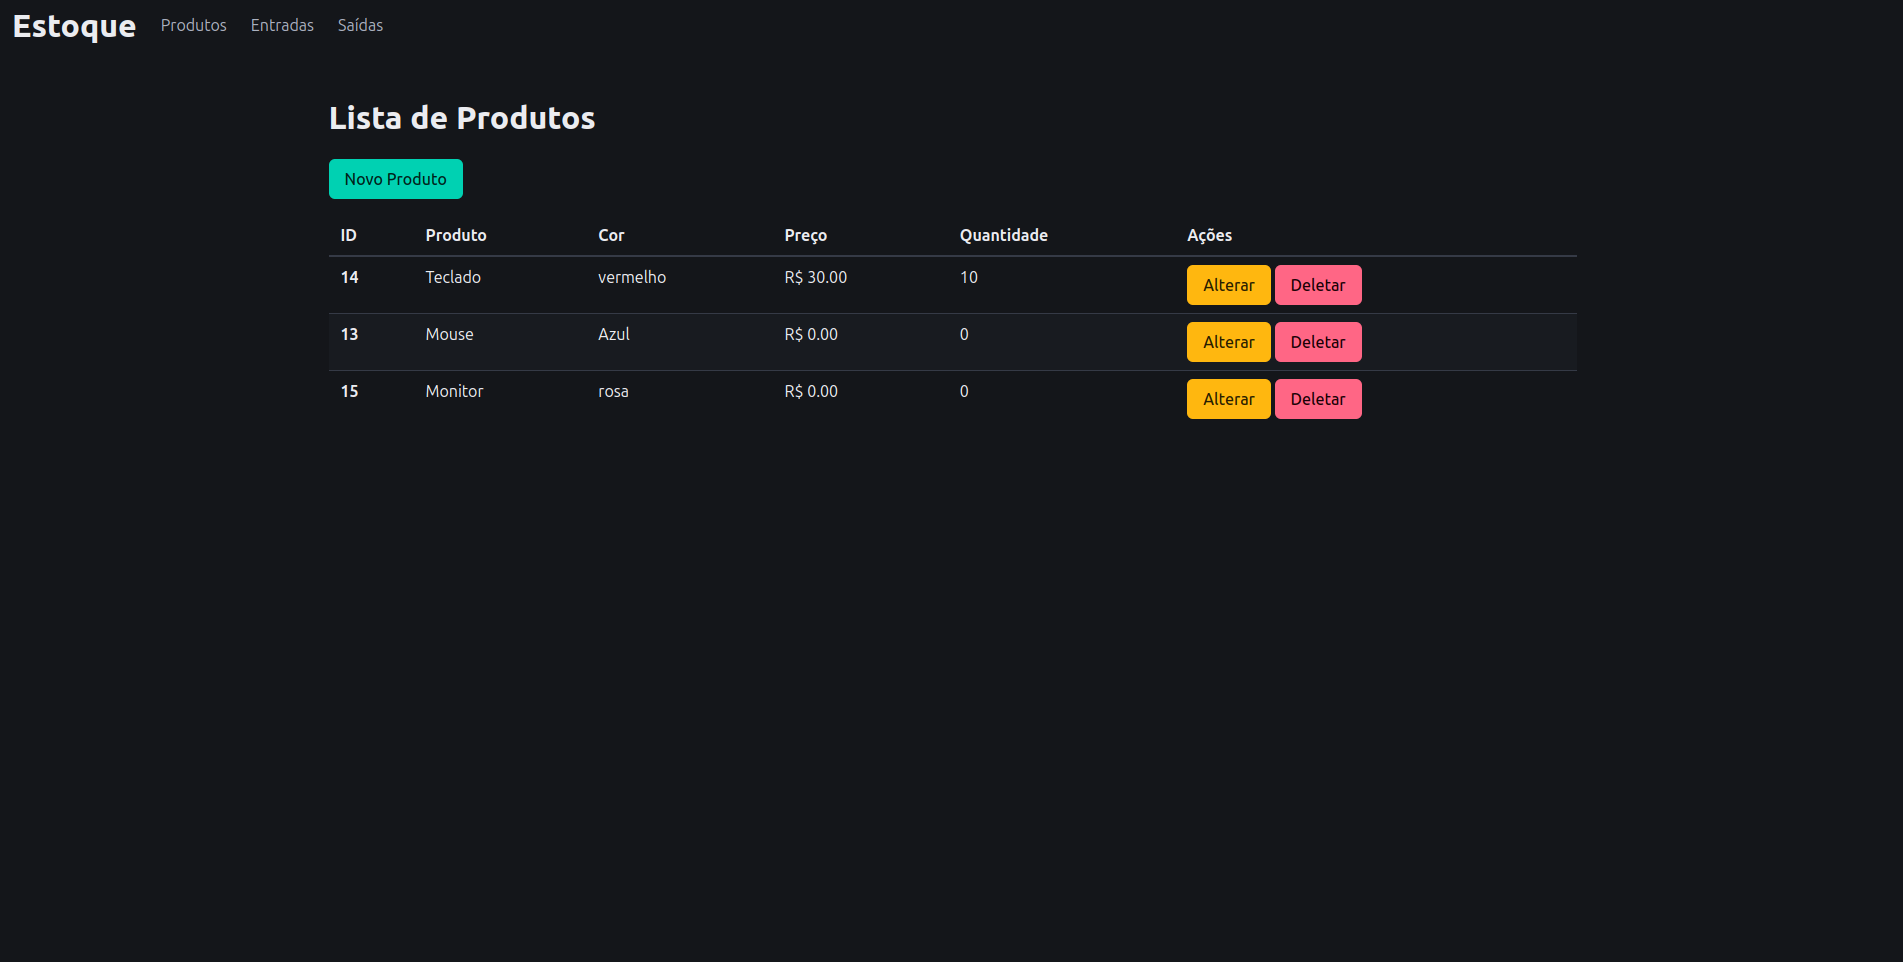 Estoque Produtos Entradas Saídas
Lista de Produtos
Novo Produto
ID Produto Cor Preço Quantidade Ações
14 Teclado vermelho R$ 30.00 10 Alterar Deletar
13 Mouse Azul R$ 0.00 0 Alterar Deletar
15 Monitor rosa R$ 0.00 0 Alterar Deletar